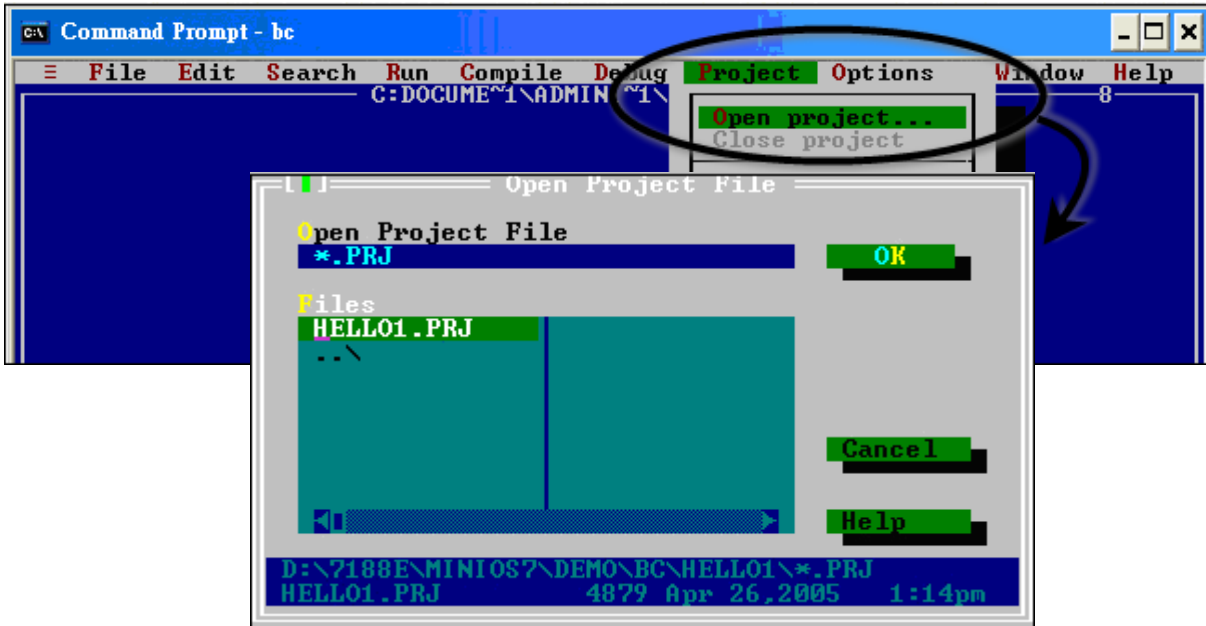 Command Prompt - bc
≡ File Edit Search Run Compile Debug Project Options Window Help
C:DOCUME~1\ADMIN ~1\ 8
Open project...
Close project
[ ] Open Project File
Open Project File
*.PRJ
OK
Files
HELLO1.PRJ
..\
Cancel
Help
D:\7188E\MINIOS7\DEMO\BC\HELLO1\*.PRJ
HELLO1.PRJ 4879 Apr 26,2005 1:14pm